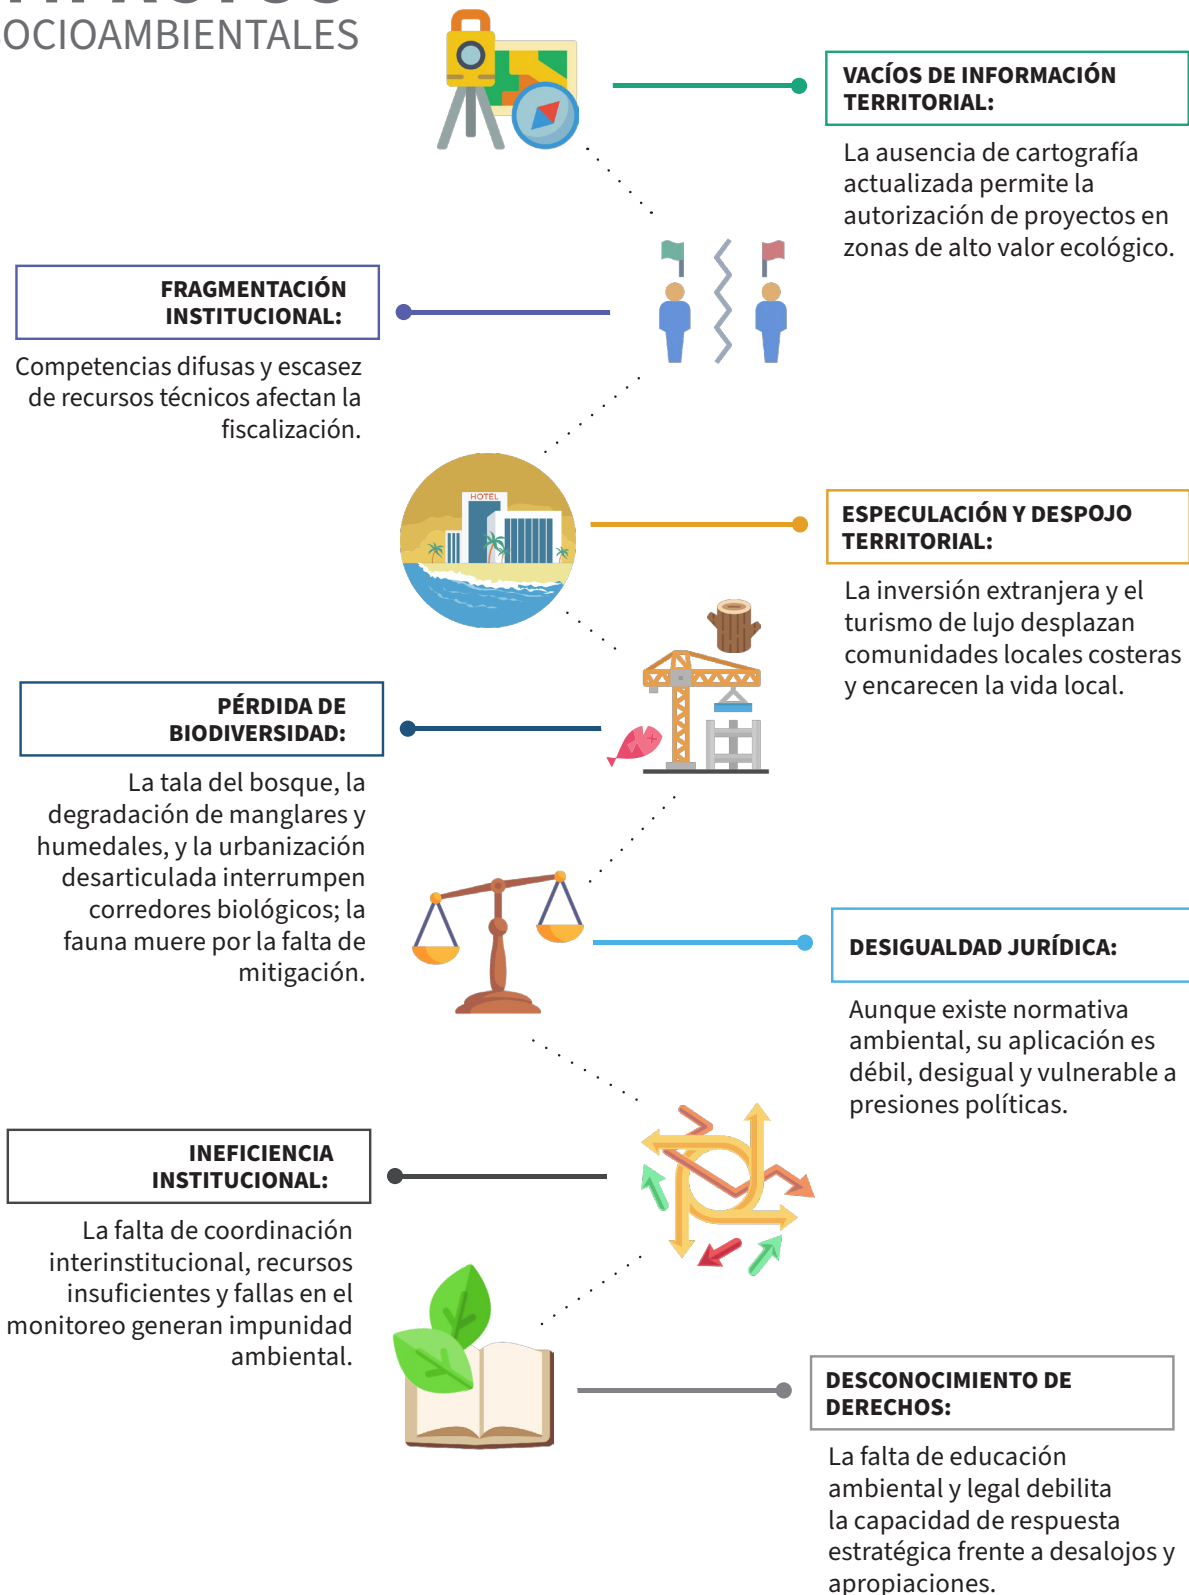 SOCIOAMBIENTALES
VACÍOS DE INFORMACIÓN
TERRITORIAL:
La ausencia de cartografía
actualizada permite la
autorización de proyectos en
zonas de alto valor ecológico.
FRAGMENTACIÓN
INSTITUCIONAL:
Competencias difusas y escasez
de recursos técnicos afectan la
fiscalización.
HOTEL
ESPECULACIÓN Y DESPOJO
TERRITORIAL:
La inversión extranjera y el
turismo de lujo desplazan
comunidades locales costeras
y encarecen la vida local.
PÉRDIDA DE
BIODIVERSIDAD:
La tala del bosque, la
degradación de manglares y
humedales, y la urbanización
desarticulada interrumpen
corredores biológicos; la
fauna muere por la falta de
mitigación.
DESIGUALDAD JURÍDICA:
Aunque existe normativa
ambiental, su aplicación es
débil, desigual y vulnerable a
presiones políticas.
INEFICIENCIA
INSTITUCIONAL:
La falta de coordinación
interinstitucional, recursos
insuficientes y fallas en el
monitoreo generan impunidad
ambiental.
DESCONOCIMIENTO DE
DERECHOS:
La falta de educación
ambiental y legal debilita
la capacidad de respuesta
estratégica frente a desalojos y
apropiaciones.